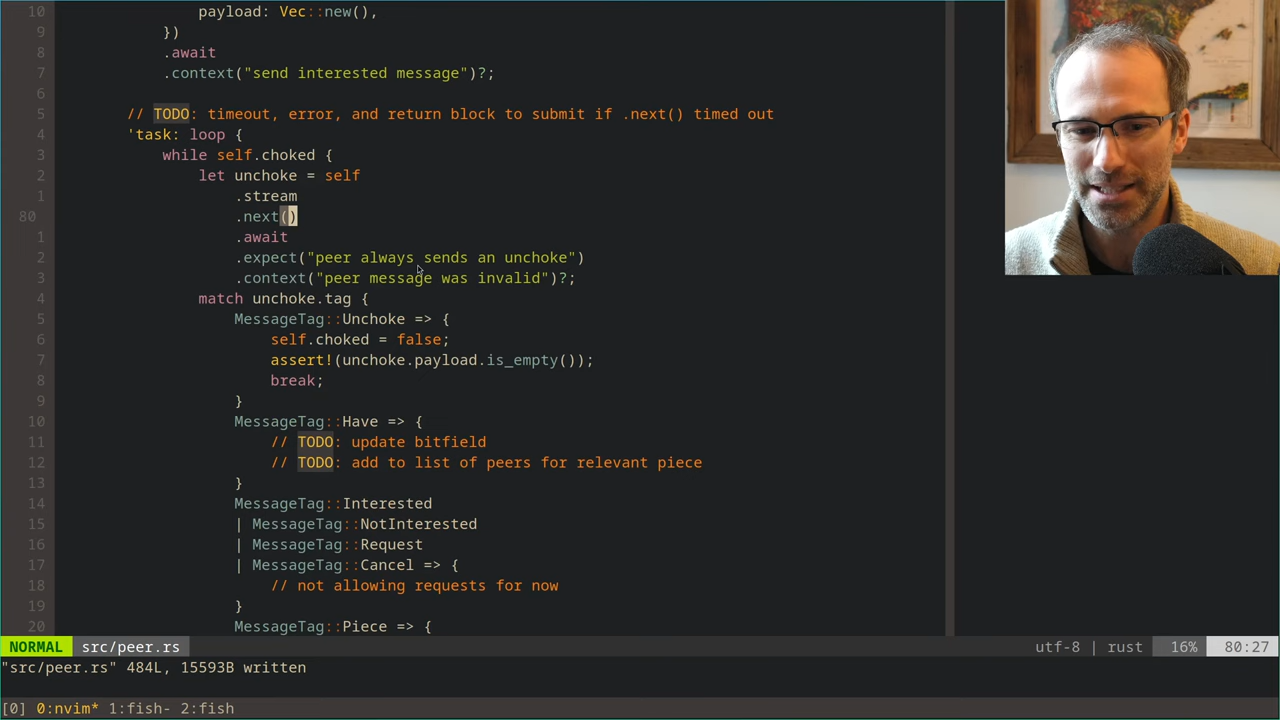 10                 payload: Vec::new(),
9             })
8             .await
7             .context("send interested message")?;
6
5         // TODO: timeout, error, and return block to submit if .next() timed out
4         'task: loop {
3             while self.choked {
2                 let unchoke = self
1                     .stream
80                     .next()
1                     .await
2                     .expect("peer always sends an unchoke")
3                     .context("peer message was invalid")?;
4                 match unchoke.tag {
5                     MessageTag::Unchoke => {
6                         self.choked = false;
7                         assert!(unchoke.payload.is_empty());
8                         break;
9                     }
10                     MessageTag::Have => {
11                         // TODO: update bitfield
12                         // TODO: add to list of peers for relevant piece
13                     }
14                     MessageTag::Interested
15                     | MessageTag::NotInterested
16                     | MessageTag::Request
17                     | MessageTag::Cancel => {
18                         // not allowing requests for now
19                     }
20                     MessageTag::Piece => {
NORMAL src/peer.rs utf-8 | rust 16% 80:27
"src/peer.rs" 484L, 15593B written
[0] 0:nvim* 1:fish- 2:fish